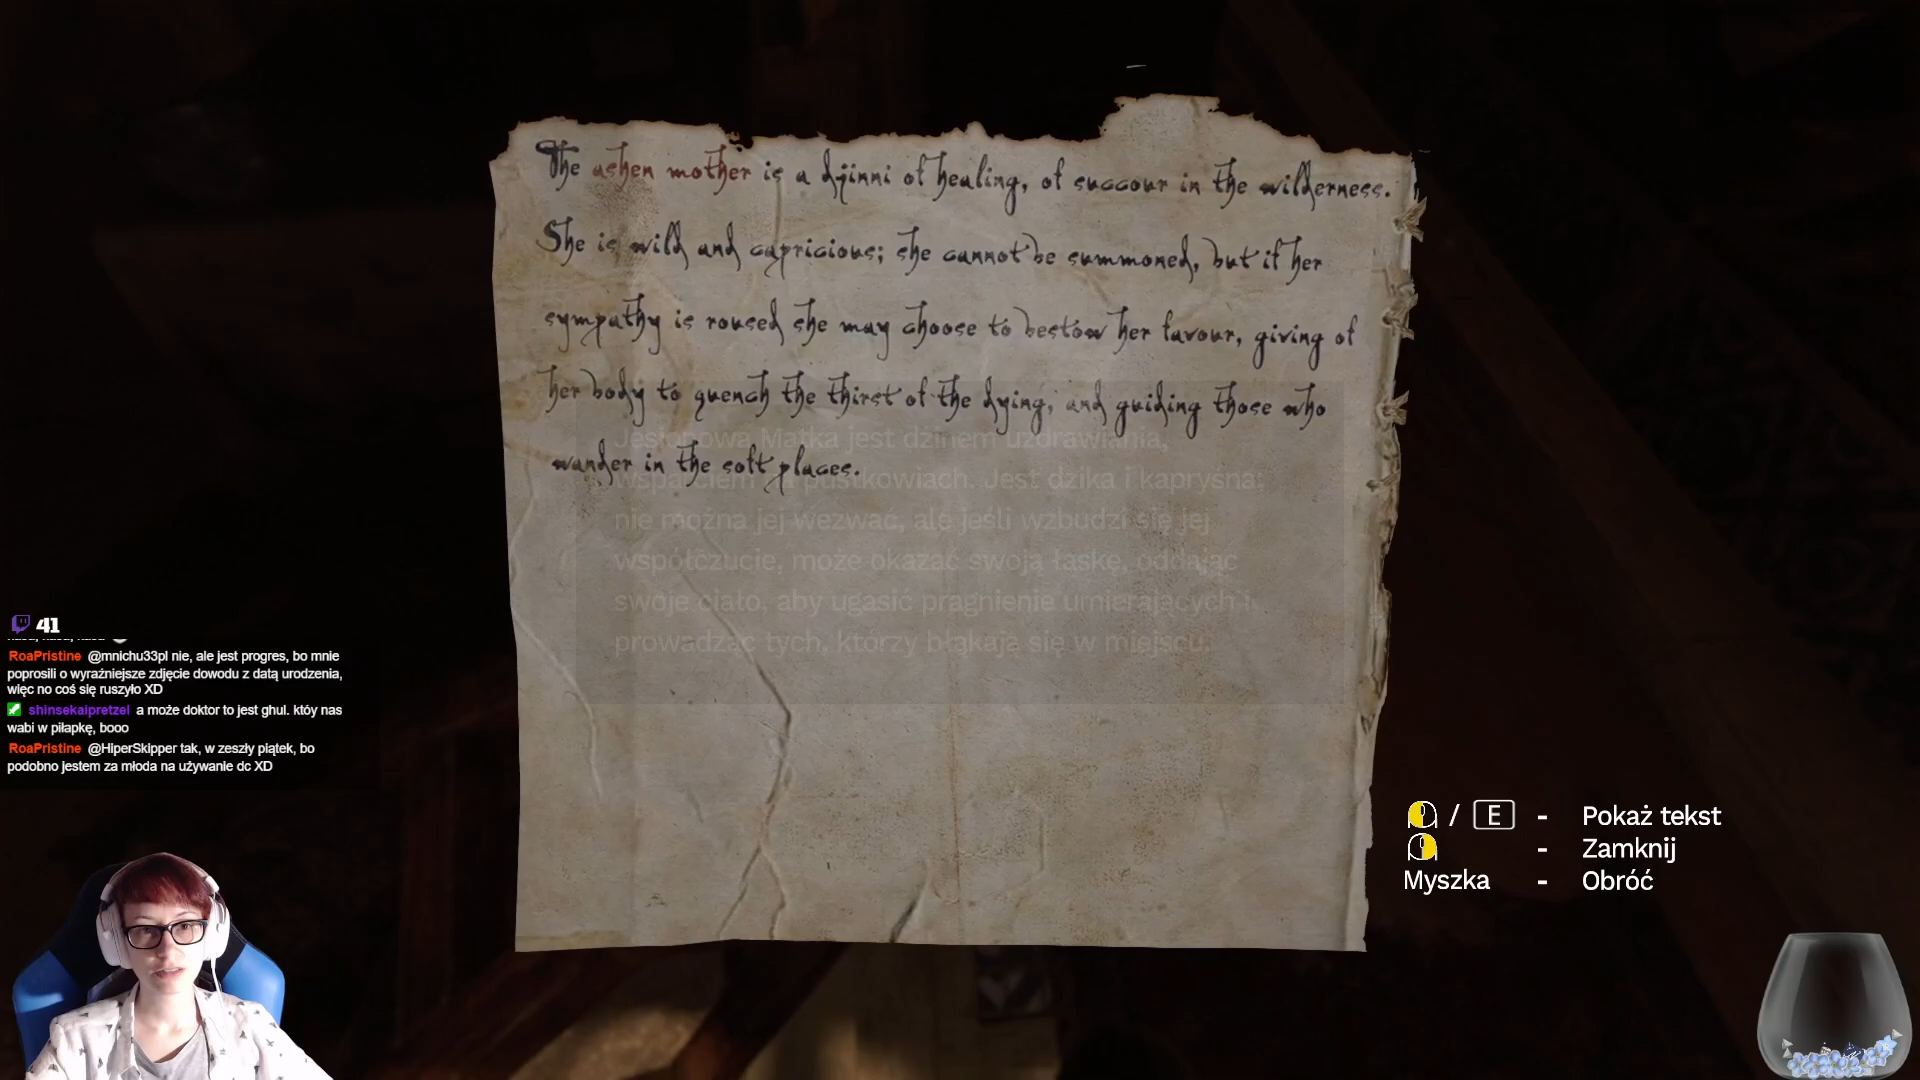 The ashen mother is a djinni of healing, of succour in the wilderness.
She is wild and capricious; she cannot be summoned, but if her
sympathy is roused she may choose to bestow her favour, giving of
her body to quench the thirst of the dying, and guiding those who
wander in the soft places.
Jesionowa Matka jest dżinem uzdrawiania,
wsparciem na pustkowiach. Jest dzika i kapryśna;
nie można jej wezwać, ale jeśli wzbudzi się jej
współczucie, może okazać swoją łaskę, oddając
swoje ciało, aby ugasić pragnienie umierających i
prowadząc tych, którzy błąkają się w miejscu.
41
RoaPristine @mnichu33pl nie, ale jest progres, bo mnie
poprosili o wyraźniejsze zdjęcie dowodu z datą urodzenia,
więc no coś się ruszyło XD
shinsekaipretzel a może doktor to jest ghul. któy nas
wabi w piłapkę, booo
RoaPristine @HiperSkipper tak, w zeszły piątek, bo
podobno jestem za młoda na używanie dc XD
/ E - Pokaż tekst
- Zamknij
Myszka - Obróć